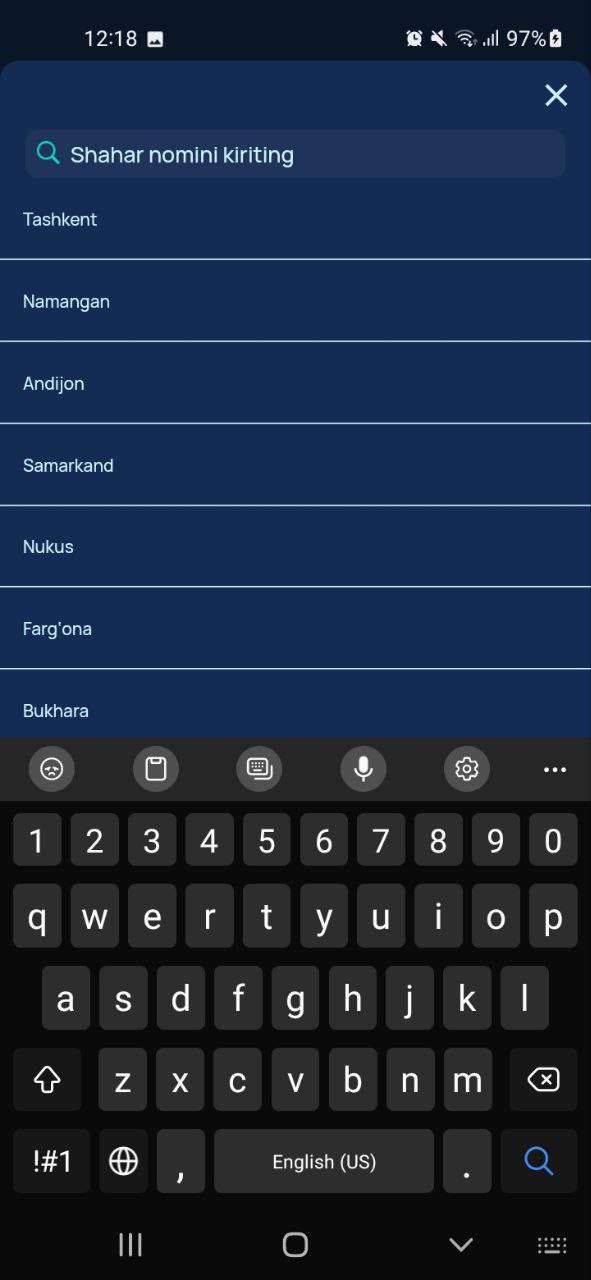 12:18 97%
Shahar nomini kiriting
Tashkent
Namangan
Andijon
Samarkand
Nukus
Farg'ona
Bukhara
1 2 3 4 5 6 7 8 9 0
q w e r t y u i o p
a s d f g h j k l
z x c v b n m
!#1 , English (US) .